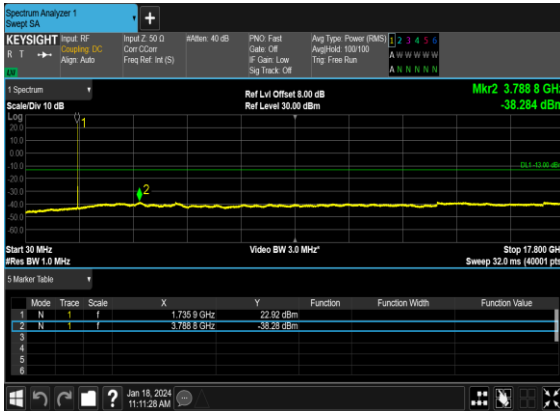 Spectrum Analyzer 1
Swept SA
KEYSIGHT Input: RF Input Z: 50 Ω #Atten: 40 dB PNO: Fast Avg Type: Power (RMS) 1 2 3 4 5 6
R T Coupling: DC Corr CCorr Gate: Off Avg|Hold: 100/100 A W W W W W
Align: Auto Freq Ref: Int (S) IF Gain: Low Trig: Free Run
Sig Track: Off A N N N N N
1 Spectrum Ref Lvl Offset 8.00 dB Mkr2 3.788 8 GHz
Scale/Div 10 dB Ref Level 30.00 dBm -38.284 dBm
Log
20.0
10.0
0.00
-10.0
-20.0
-30.0
-40.0
-50.0
-60.0
1
2
DL1 -13.00 dBm
Start 30 MHz Video BW 3.0 MHz* Stop 17.800 GHz
#Res BW 1.0 MHz Sweep 32.0 ms (40001 pts)
5 Marker Table
Mode Trace Scale X Y Function Function Width Function Value
1 N 1 f 1.735 9 GHz 22.92 dBm
2 N 1 f 3.788 8 GHz -38.28 dBm
3
4
5
6
? Jan 18, 2024
11:11:28 AM